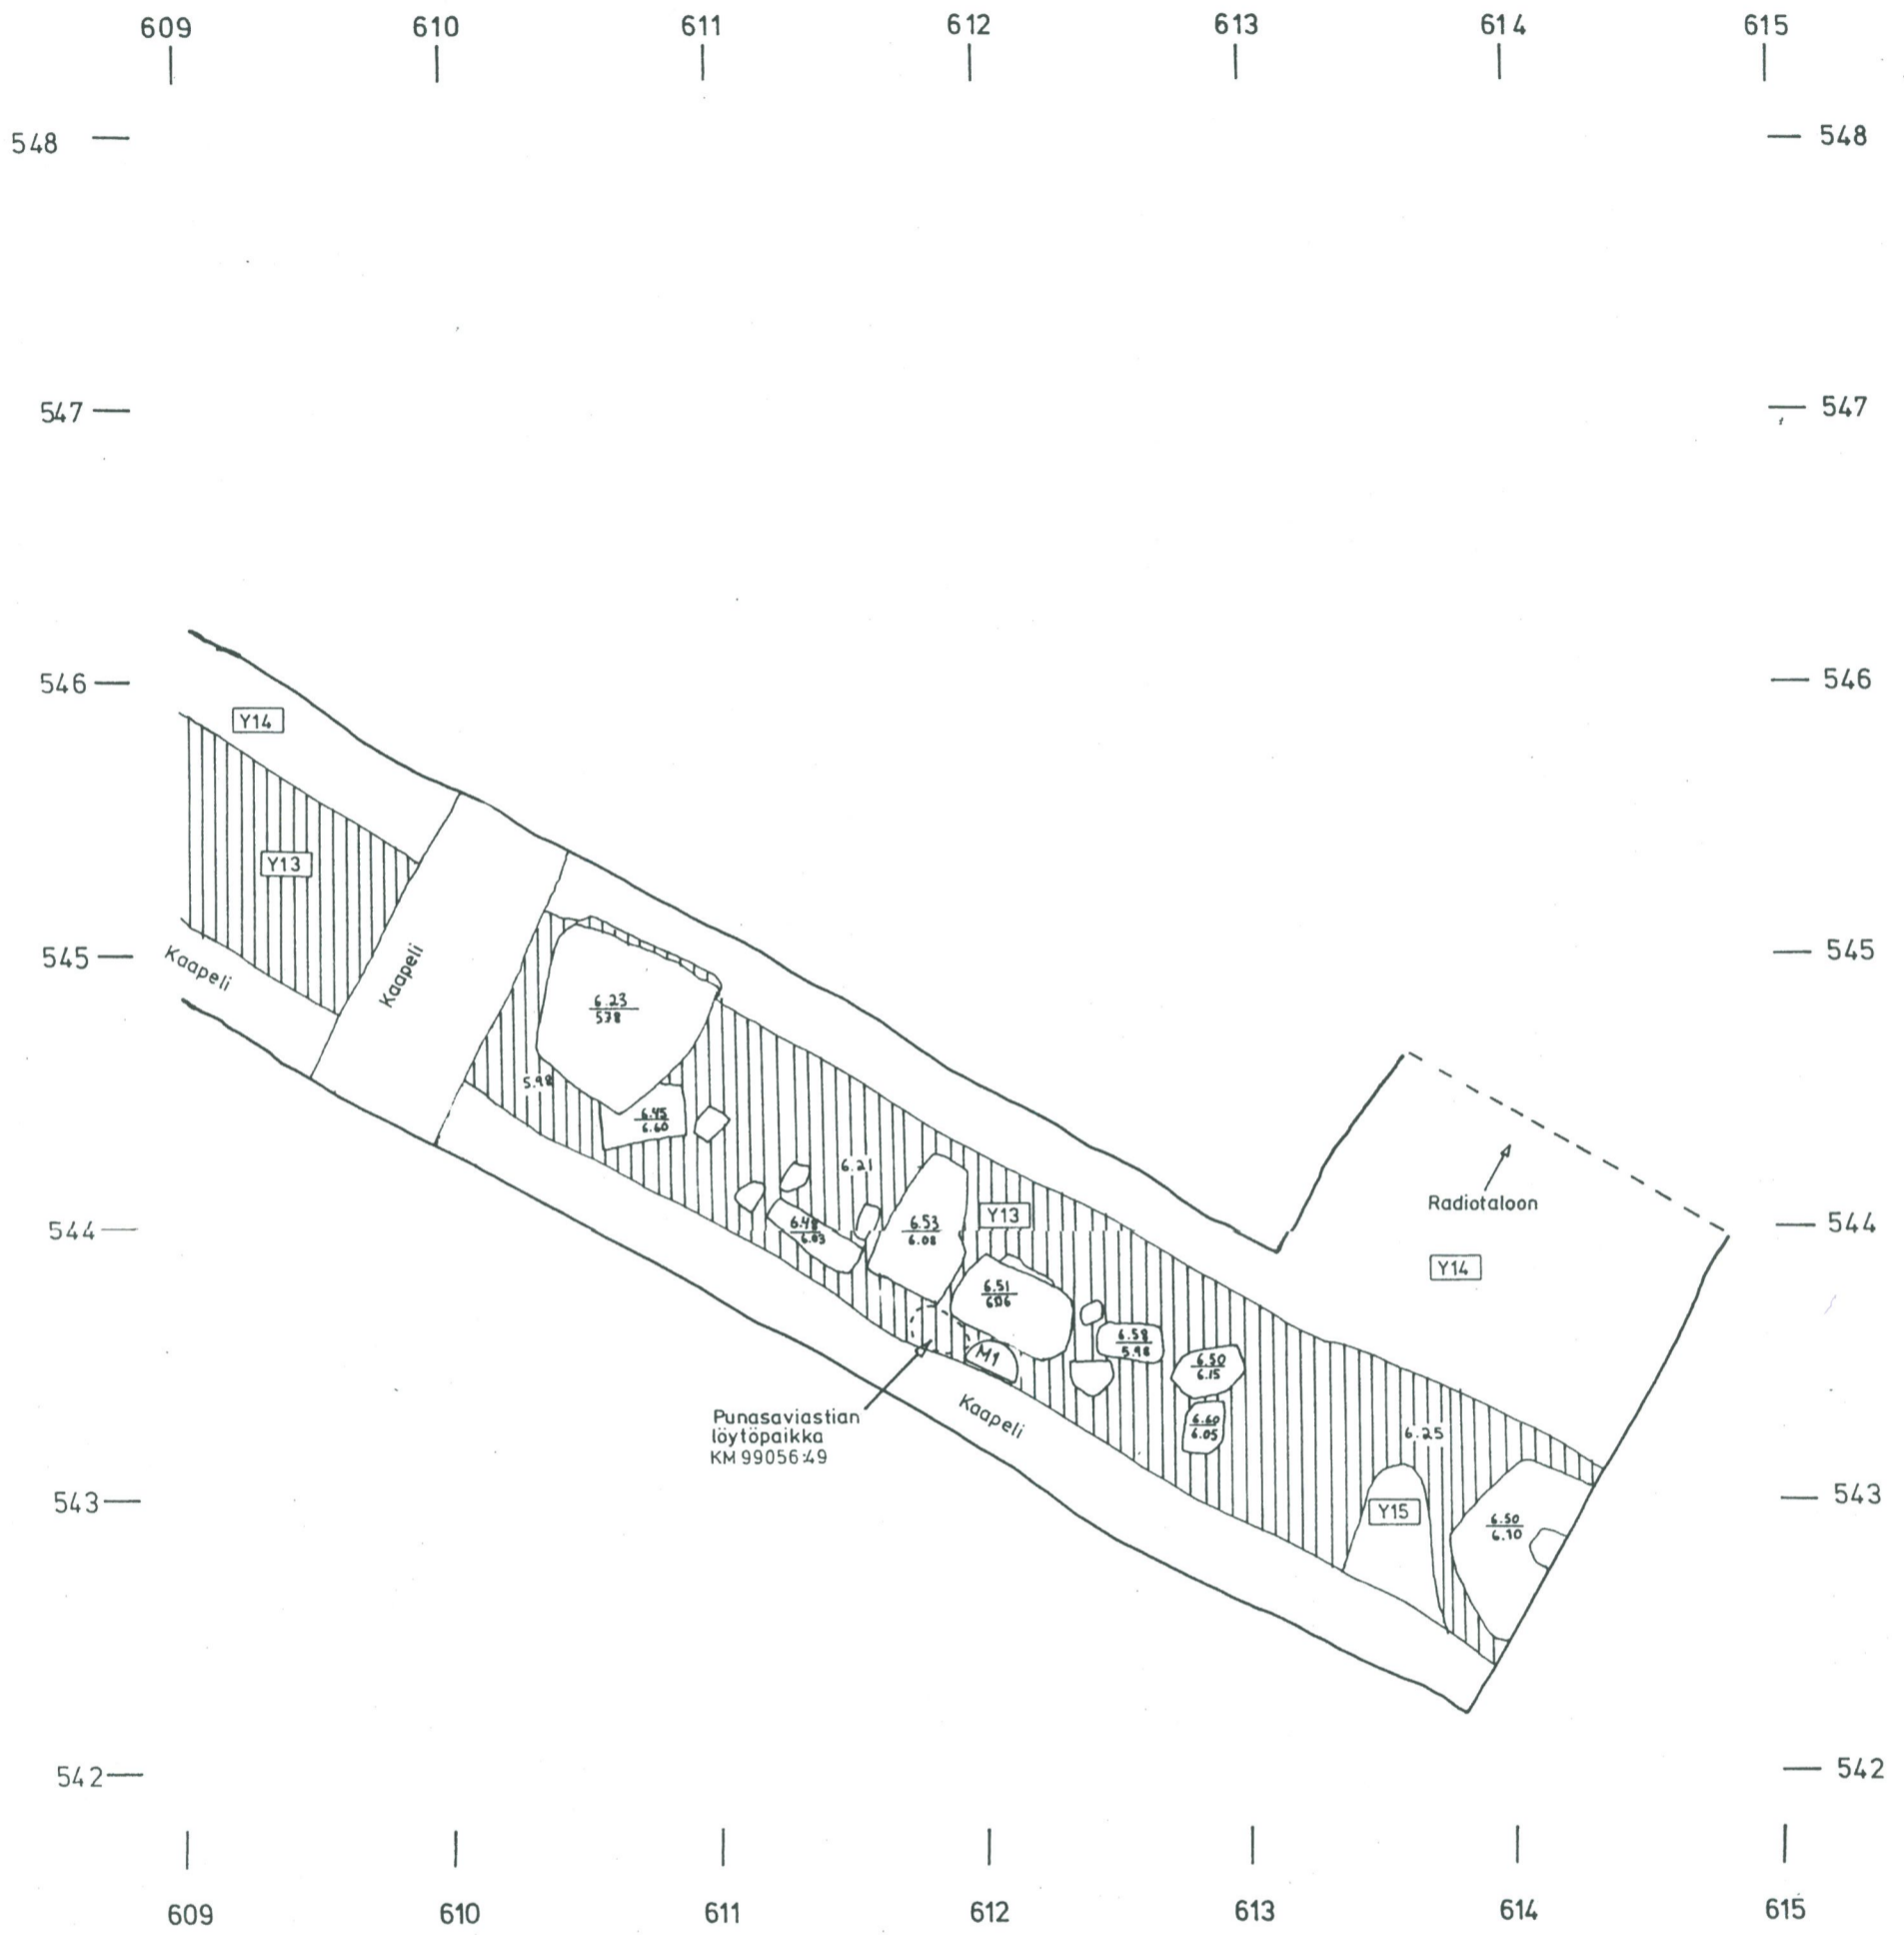 609 610 611 612 613 614 615
548 548
547 547
546 546
Y14
Y13
545 545
Kaapeli
Kaapeli
6.23
5.78
5.98
6.45
6.60
6.21
Radiotaloon
544 544
6.48
6.03
6.53
6.08
Y13
Y14
6.51
6.06
6.58
5.98
M1
6.50
6.15
Kaapeli
Punasaviastian
löytöpaikka
KM 99056:49
6.60
6.05
6.25
543 543
Y15
6.50
6.10
542 542
609 610 611 612 613 614 615